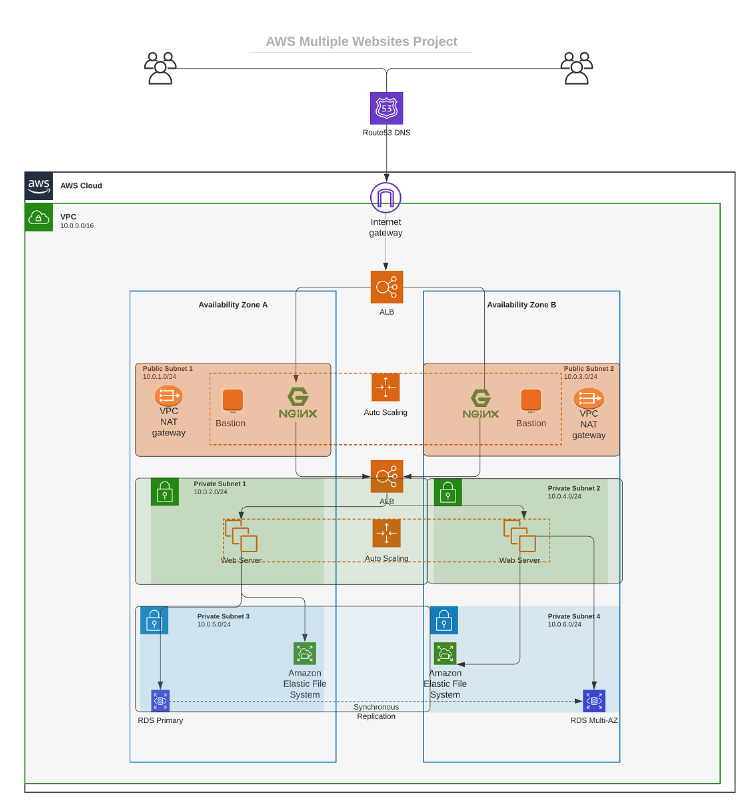 AWS Multiple Websites Project
53
Route53 DNS
aws
AWS Cloud
VPC
10.0.0.0/16
Internet
gateway
ALB
Availability Zone A
Availability Zone B
Public Subnet 1
10.0.1.0/24
VPC
NAT
gateway
Bastion
NGINX
Auto Scaling
NGINX
Bastion
Public Subnet 2
10.0.3.0/24
VPC
NAT
gateway
ALB
Private Subnet 1
10.0.2.0/24
Private Subnet 2
10.0.4.0/24
Web Server
Auto Scaling
Web Server
Private Subnet 3
10.0.5.0/24
Private Subnet 4
10.0.6.0/24
Amazon
Elastic File
System
Amazon
Elastic File
System
RDS Primary
Synchronous
Replication
RDS Multi-AZ